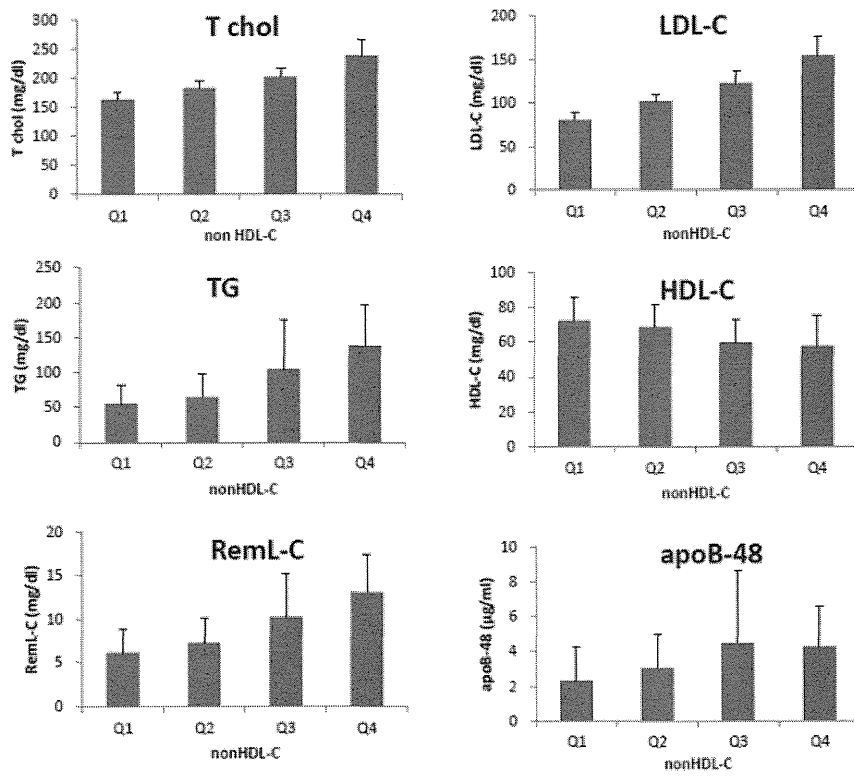 T chol
T chol (mg/dl)
300
250
200
150
100
50
0
Q1 Q2 Q3 Q4
non HDL-C
LDL-C
LDL-C (mg/dl)
200
150
100
50
0
Q1 Q2 Q3 Q4
nonHDL-C
TG
TG (mg/dl)
250
200
150
100
50
0
Q1 Q2 Q3 Q4
nonHDL-C
HDL-C
HDL-C (mg/dl)
100
80
60
40
20
0
Q1 Q2 Q3 Q4
nonHDL-C
RemL-C
RemL-C (mg/dl)
20
15
10
5
0
Q1 Q2 Q3 Q4
nonHDL-C
apoB-48
apoB-48 (µg/ml)
10
8
6
4
2
0
Q1 Q2 Q3 Q4
nonHDL-C